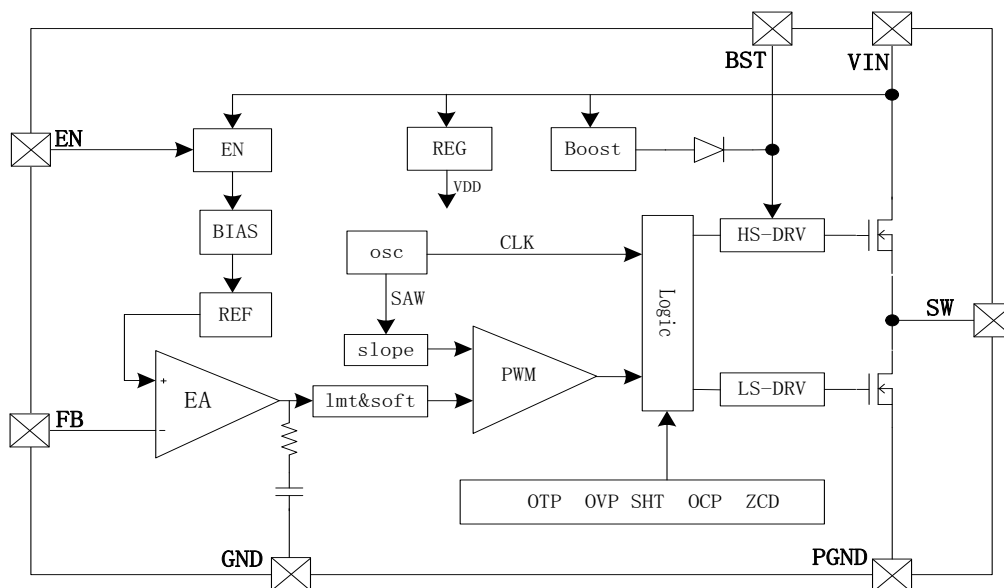 BST
VIN
EN
EN
REG
Boost
VDD
BIAS
HS-DRV
osc
CLK
Logic
SAW
REF
SW
slope
PWM
+
EA
lmt&soft
LS-DRV
FB
−
OTP OVP SHT OCP ZCD
GND
PGND